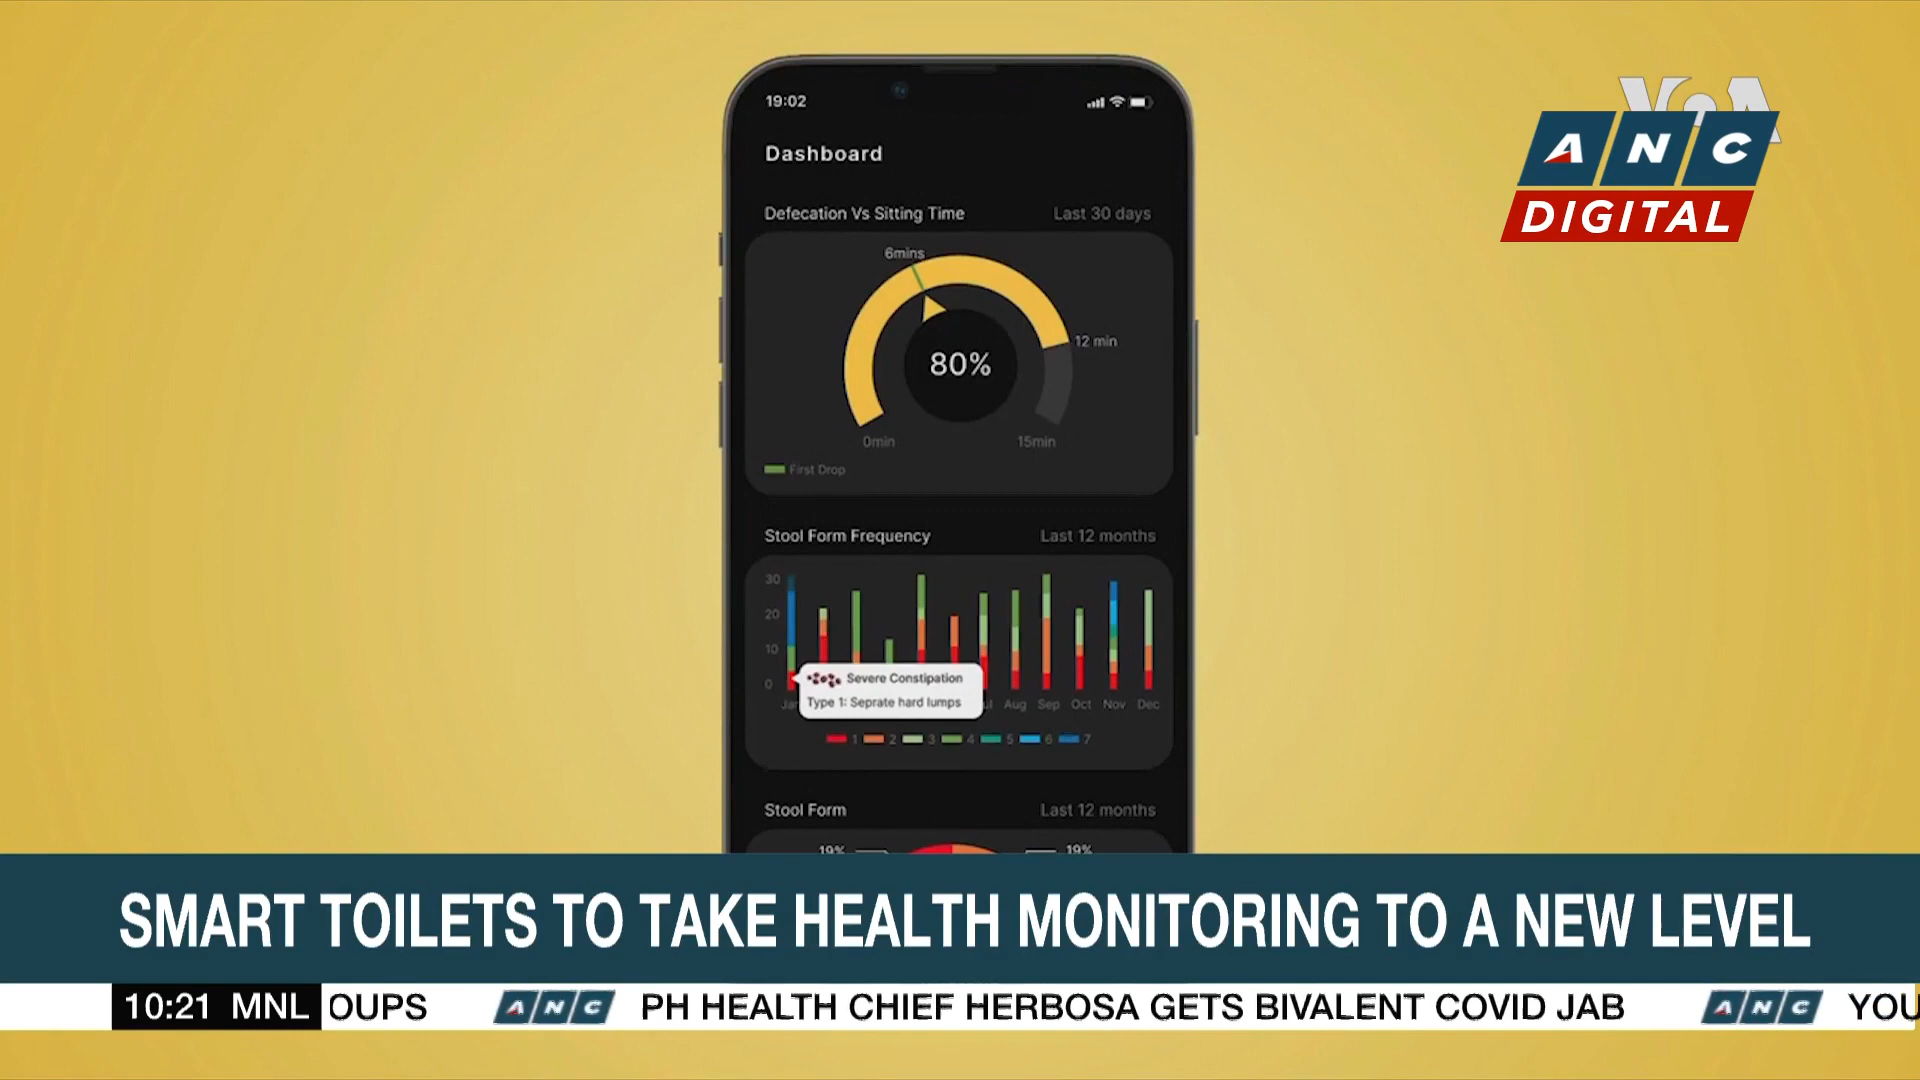 19:02
VOA
ANC
DIGITAL
Dashboard
Defecation Vs Sitting Time
Last 30 days
6mins
12 min
80%
0min
15min
First Drop
Stool Form Frequency
Last 12 months
30
20
10
0
Severe Constipation
Type 1: Seprate hard lumps
Aug Sep Oct Nov Dec
1 2 3 4 5 6 7
Stool Form
Last 12 months
19%
19%
SMART TOILETS TO TAKE HEALTH MONITORING TO A NEW LEVEL
10:21 MNL OUPS ANC PH HEALTH CHIEF HERBOSA GETS BIVALENT COVID JAB ANC YOU